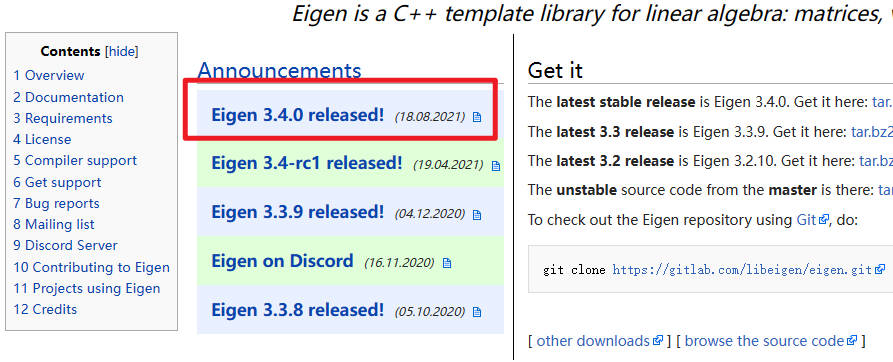 Eigen is a C++ template library for linear algebra: matrices,
Contents [hide]
1 Overview
2 Documentation
3 Requirements
4 License
5 Compiler support
6 Get support
7 Bug reports
8 Mailing list
9 Discord Server
10 Contributing to Eigen
11 Projects using Eigen
12 Credits
Announcements
Eigen 3.4.0 released! (18.08.2021)
Eigen 3.4-rc1 released! (19.04.2021)
Eigen 3.3.9 released! (04.12.2020)
Eigen on Discord (16.11.2020)
Eigen 3.3.8 released! (05.10.2020)
Get it
The latest stable release is Eigen 3.4.0. Get it here: tar.
The latest 3.3 release is Eigen 3.3.9. Get it here: tar.bz2
The latest 3.2 release is Eigen 3.2.10. Get it here: tar.bz
The unstable source code from the master is there: tar
To check out the Eigen repository using Git, do:
git clone https://gitlab.com/libeigen/eigen.git
[ other downloads ] [ browse the source code ]